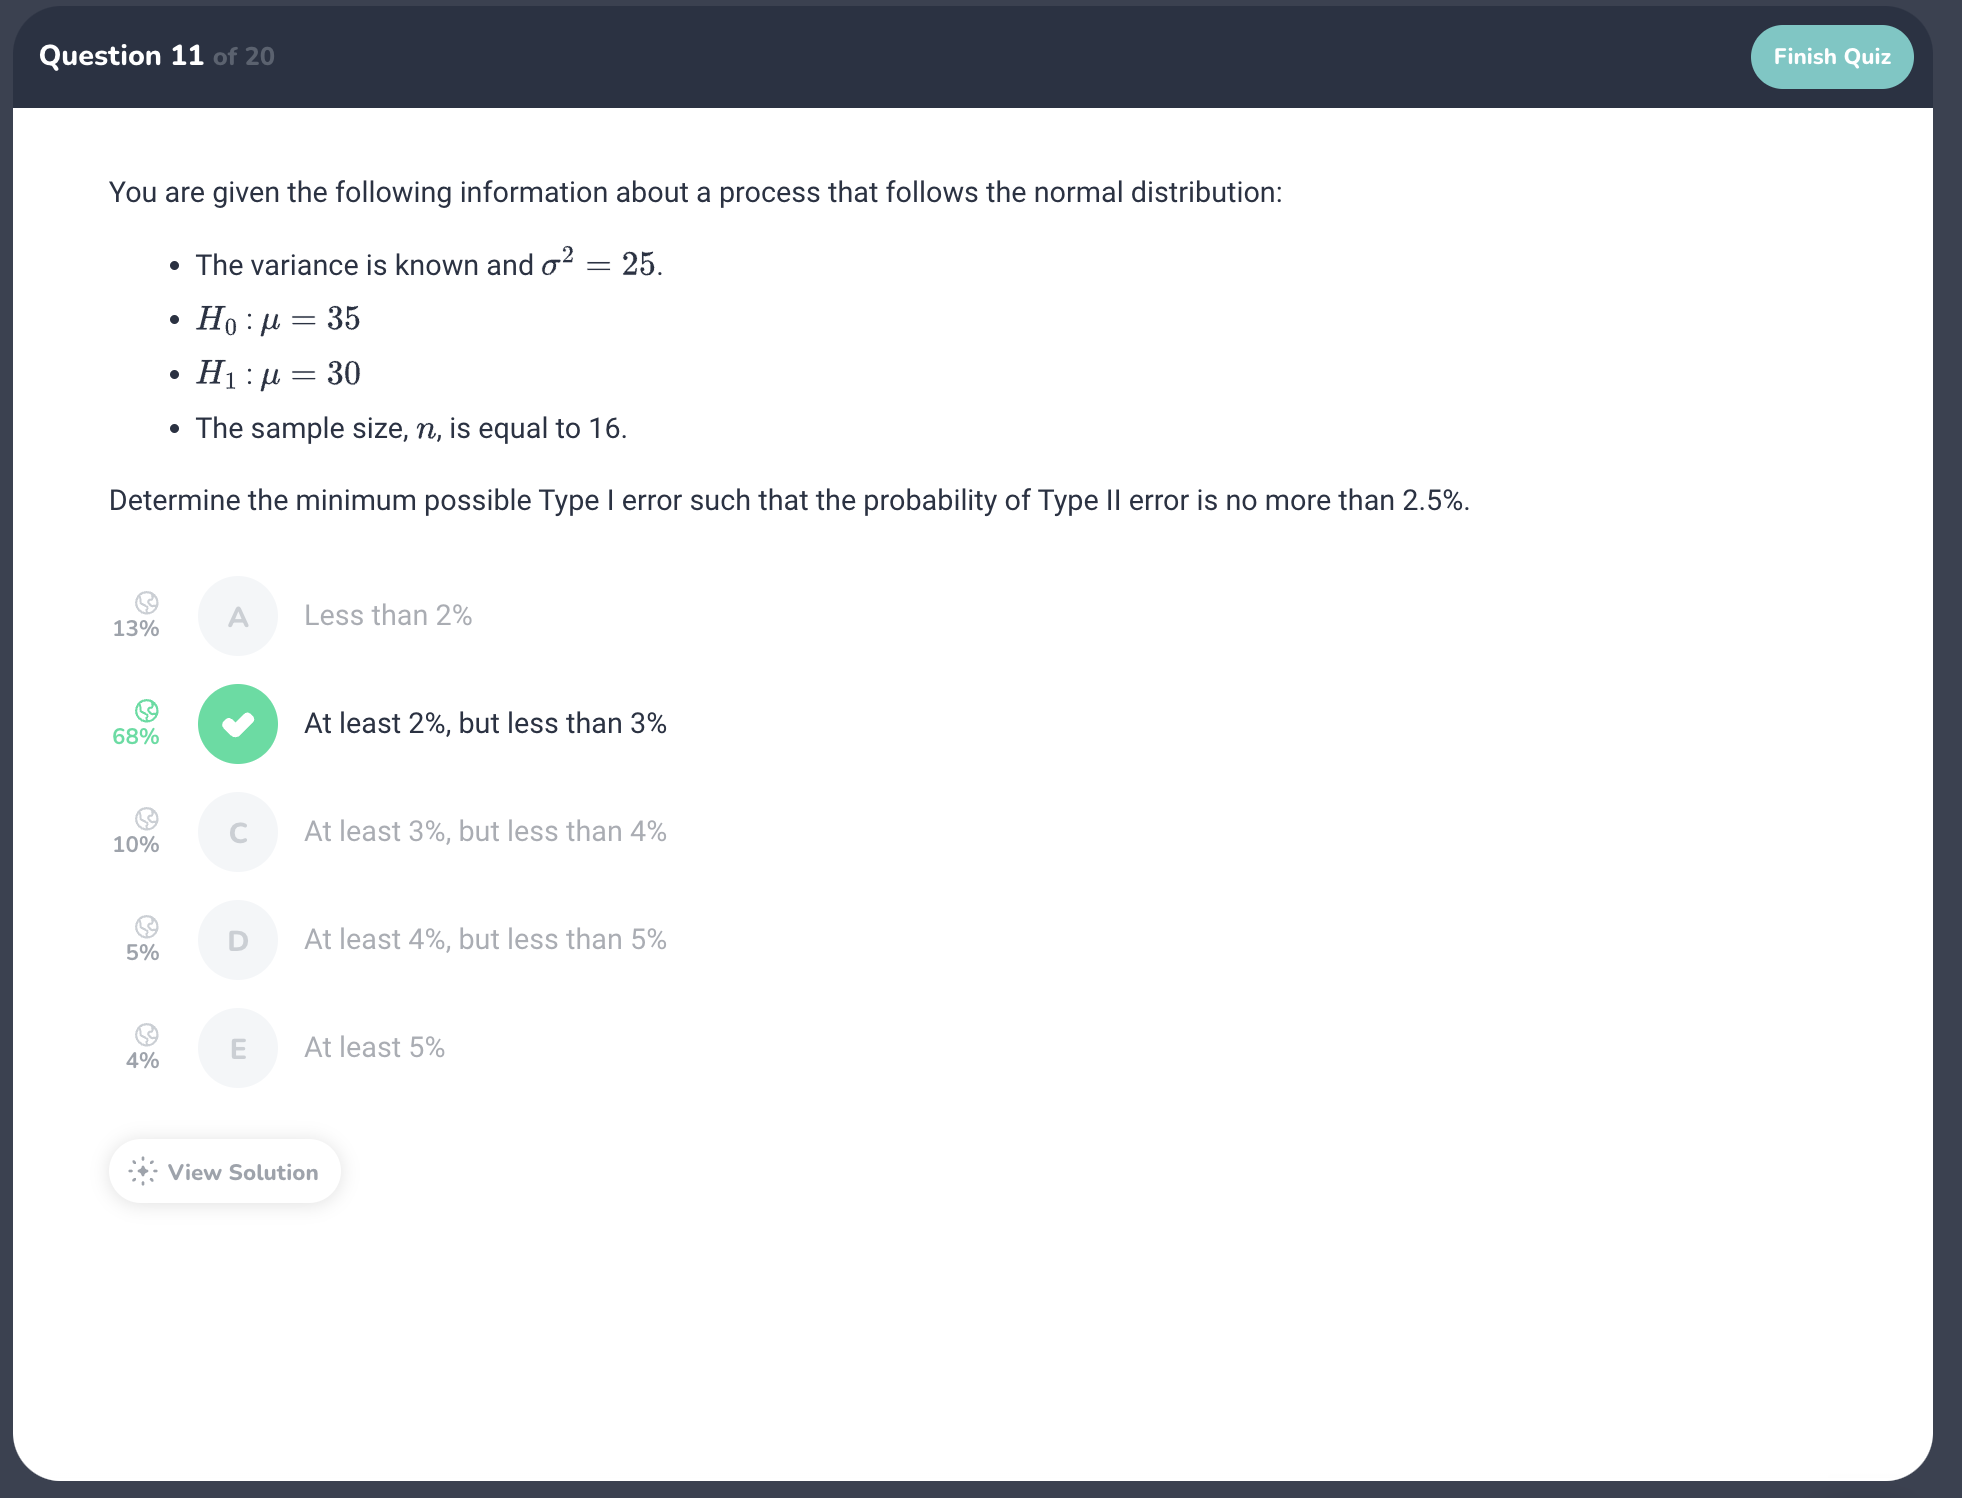 Question 11 of 20
Finish Quiz
You are given the following information about a process that follows the normal distribution:
• The variance is known and σ² = 25.
• H₀ : μ = 35
• H₁ : μ = 30
• The sample size, n, is equal to 16.
Determine the minimum possible Type I error such that the probability of Type II error is no more than 2.5%.
13% A Less than 2%
68% At least 2%, but less than 3%
10% C At least 3%, but less than 4%
5% D At least 4%, but less than 5%
4% E At least 5%
View Solution